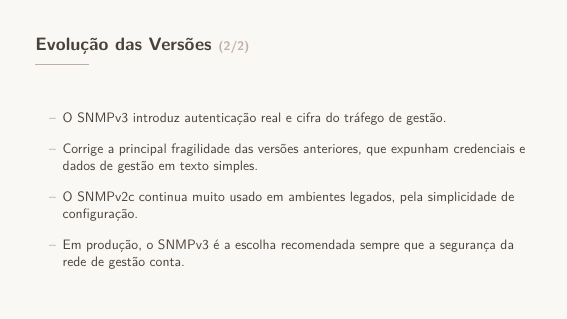 Evolução das Versões (2/2)
– O SNMPv3 introduz autenticação real e cifra do tráfego de gestão.
– Corrige a principal fragilidade das versões anteriores, que expunham credenciais e
dados de gestão em texto simples.
– O SNMPv2c continua muito usado em ambientes legados, pela simplicidade de
configuração.
– Em produção, o SNMPv3 é a escolha recomendada sempre que a segurança da
rede de gestão conta.